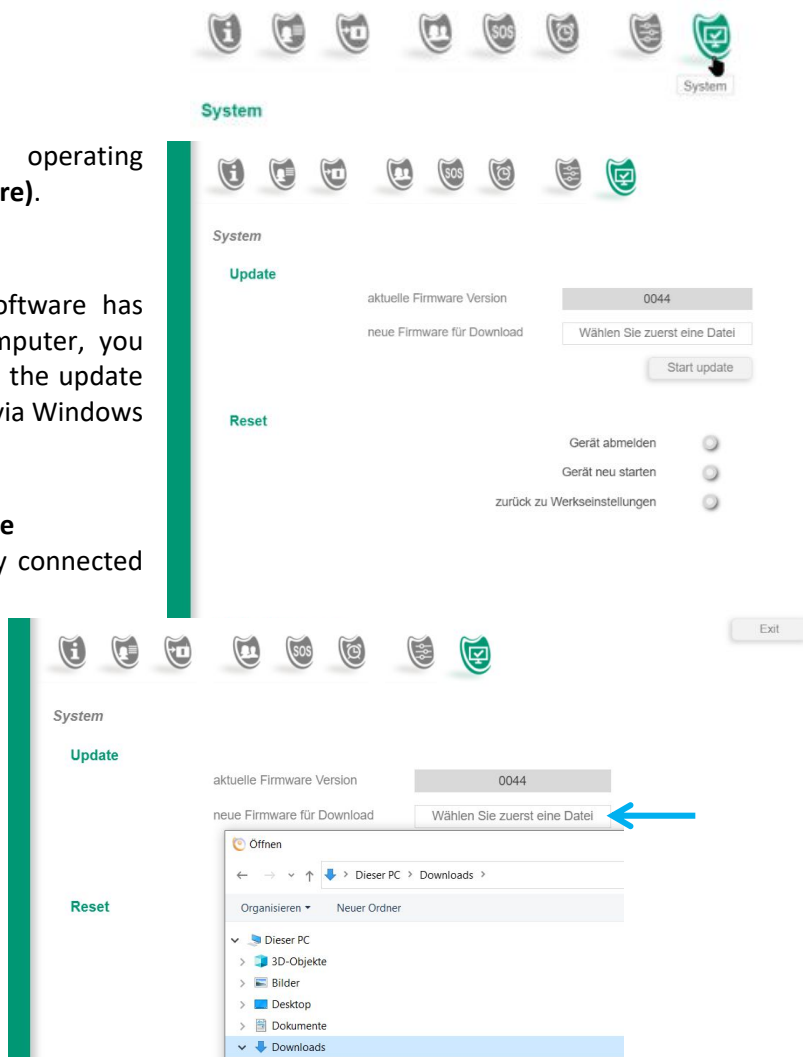 SOS
System
System
operating
re).
SOS
System
Update
oftware has
aktuelle Firmware Version 0044
mputer, you
neue Firmware für Download Wählen Sie zuerst eine Datei
the update
Start update
via Windows
Reset
Gerät abmelden
Gerät neu starten
zurück zu Werkseinstellungen
e
y connected
Exit
SOS
System
Update
aktuelle Firmware Version 0044
neue Firmware für Download Wählen Sie zuerst eine Datei
Öffnen
Dieser PC > Downloads >
Reset
Organisieren Neuer Ordner
Dieser PC
3D-Objekte
Bilder
Desktop
Dokumente
Downloads